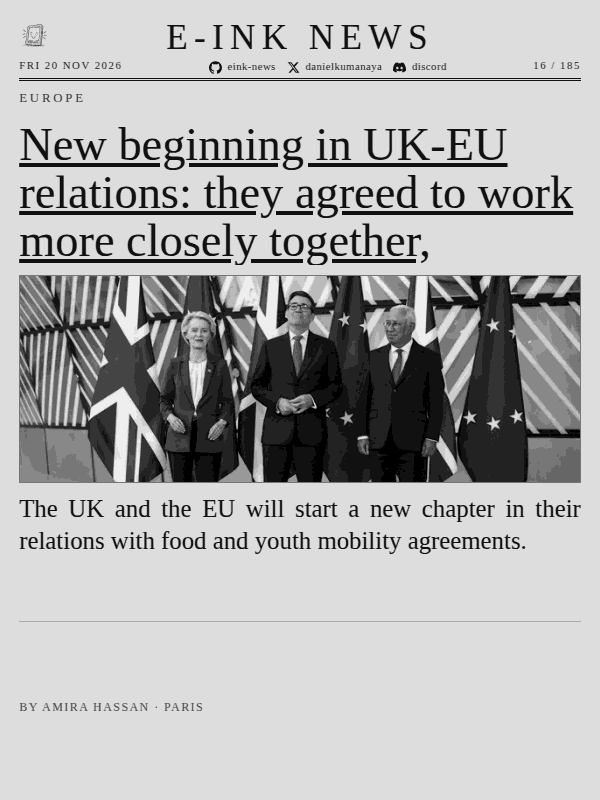 E-INK NEWS
FRI 20 NOV 2026
eink-news danielkumanaya discord
16 / 185
EUROPE
New beginning in UK-EU
relations: they agreed to work
more closely together,
The UK and the EU will start a new chapter in their
relations with food and youth mobility agreements.
BY AMIRA HASSAN · PARIS